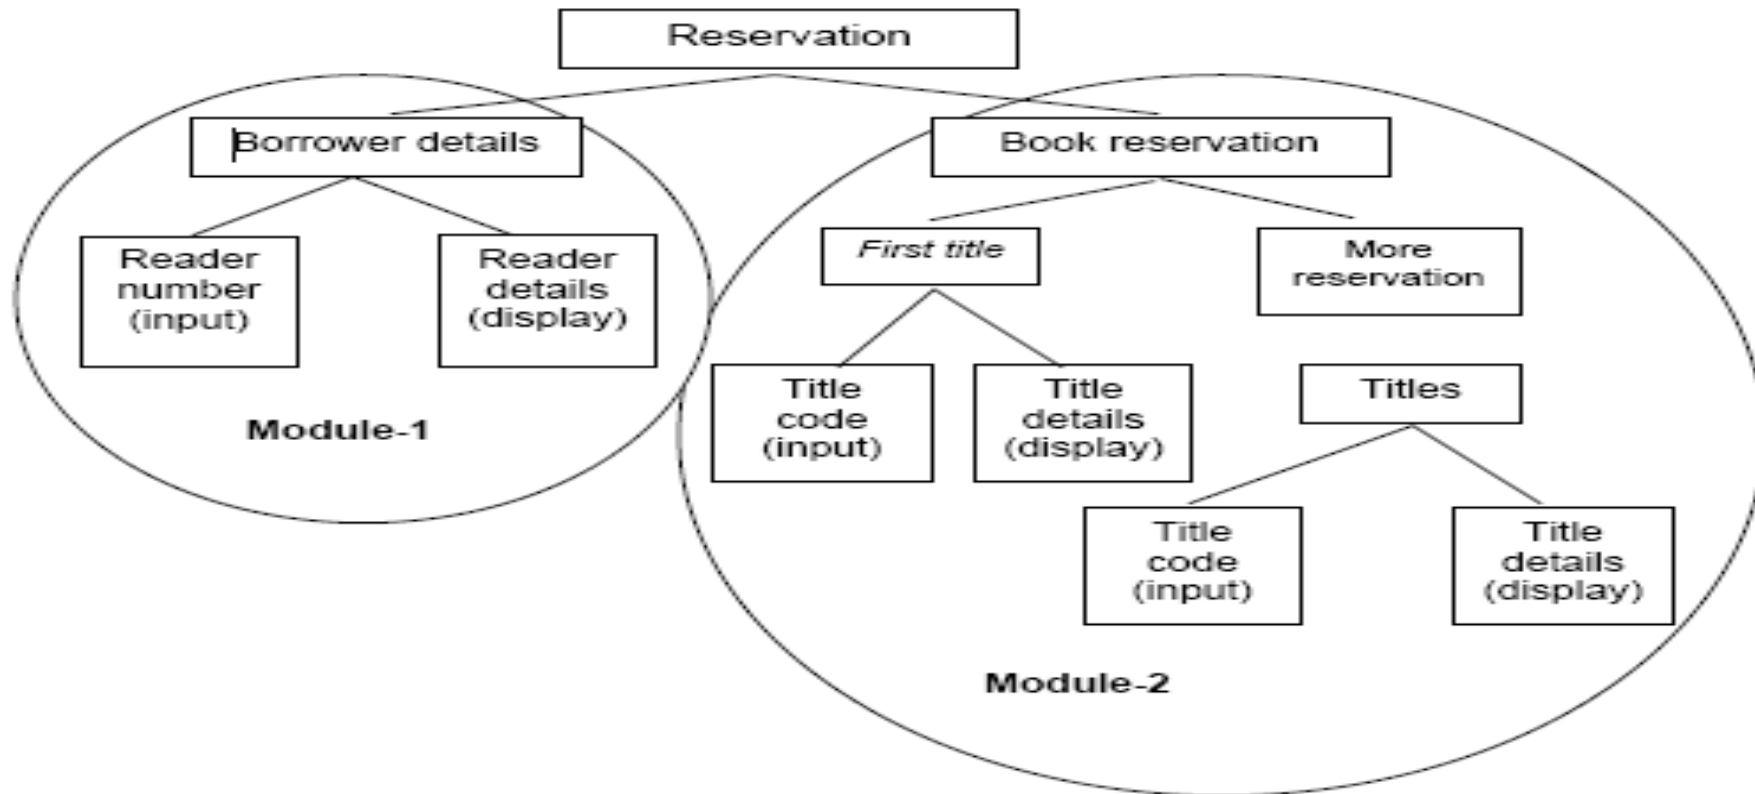 Reservation
Borrower details
Book reservation
Reader
number
(input)
Reader
details
(display)
First title
More
reservation
Title
code
(input)
Title
details
(display)
Titles
Module-1
Title
code
(input)
Title
details
(display)
Module-2